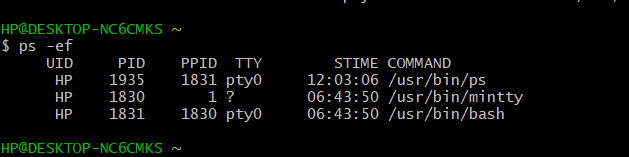 HP@DESKTOP-NC6CMKS ~
$ ps -ef
UID PID PPID TTY STIME COMMAND
HP 1935 1831 pty0 12:03:06 /usr/bin/ps
HP 1830 1 ? 06:43:50 /usr/bin/mintty
HP 1831 1830 pty0 06:43:50 /usr/bin/bash
HP@DESKTOP-NC6CMKS ~